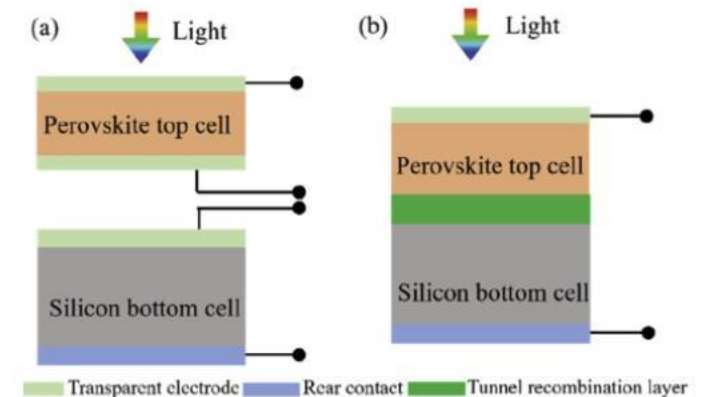 (a)
Light
Perovskite top cell
Silicon bottom cell
(b)
Light
Perovskite top cell
Silicon bottom cell
Transparent electrode
Rear contact
Tunnel recombination layer